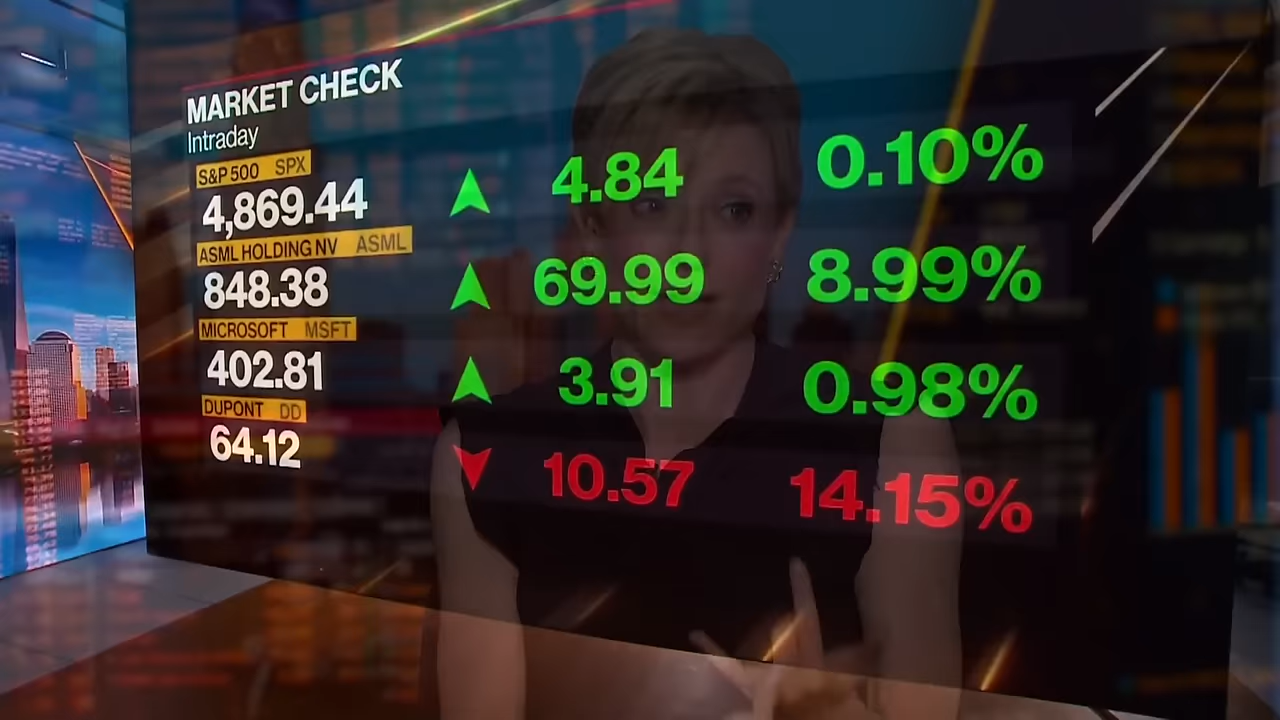 MARKET CHECK
Intraday
S&P 500 SPX
4,869.44 4.84 0.10%
ASML HOLDING NV ASML
848.38 69.99 8.99%
MICROSOFT MSFT
402.81 3.91 0.98%
DUPONT DD
64.12 10.57 14.15%